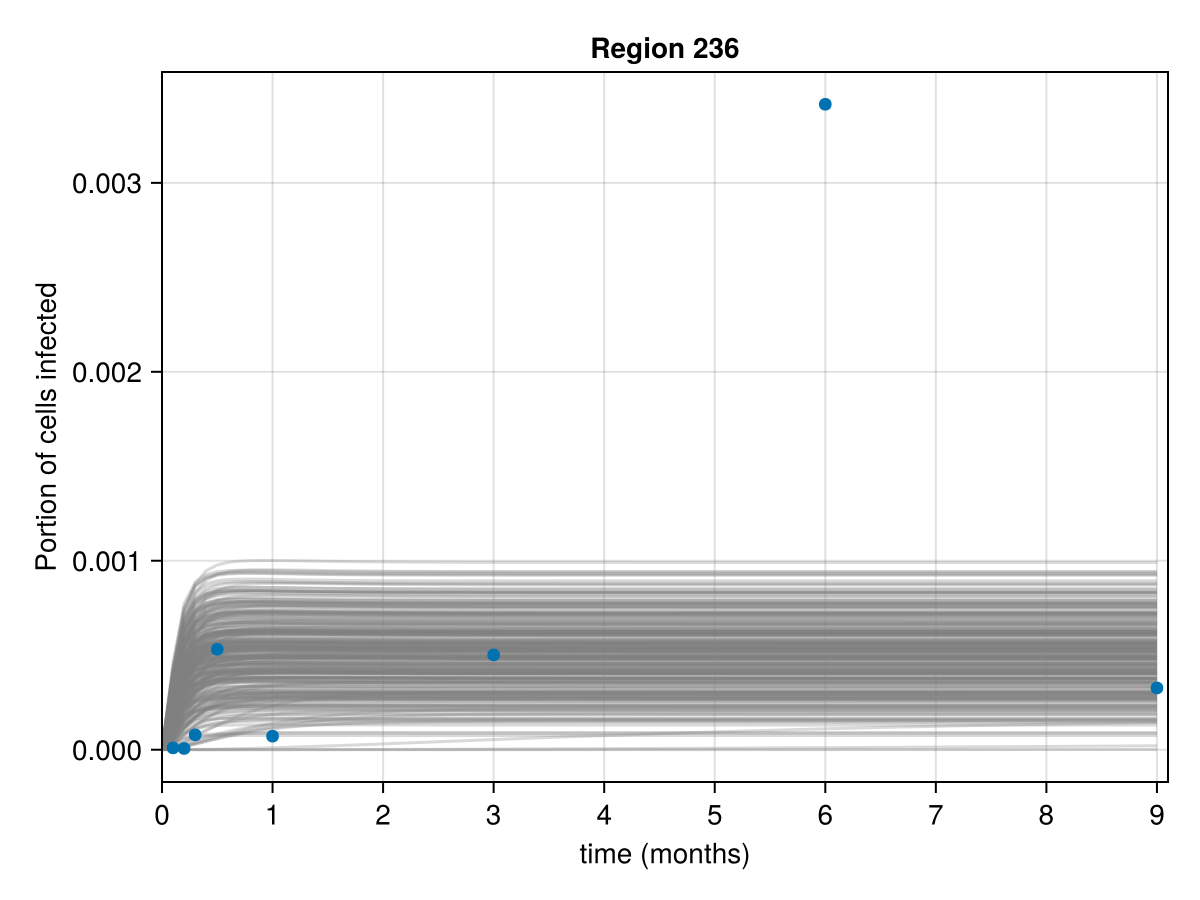 Region 236
Portion of cells infected
0.003
0.002
0.001
0.000
0 1 2 3 4 5 6 7 8 9
time (months)